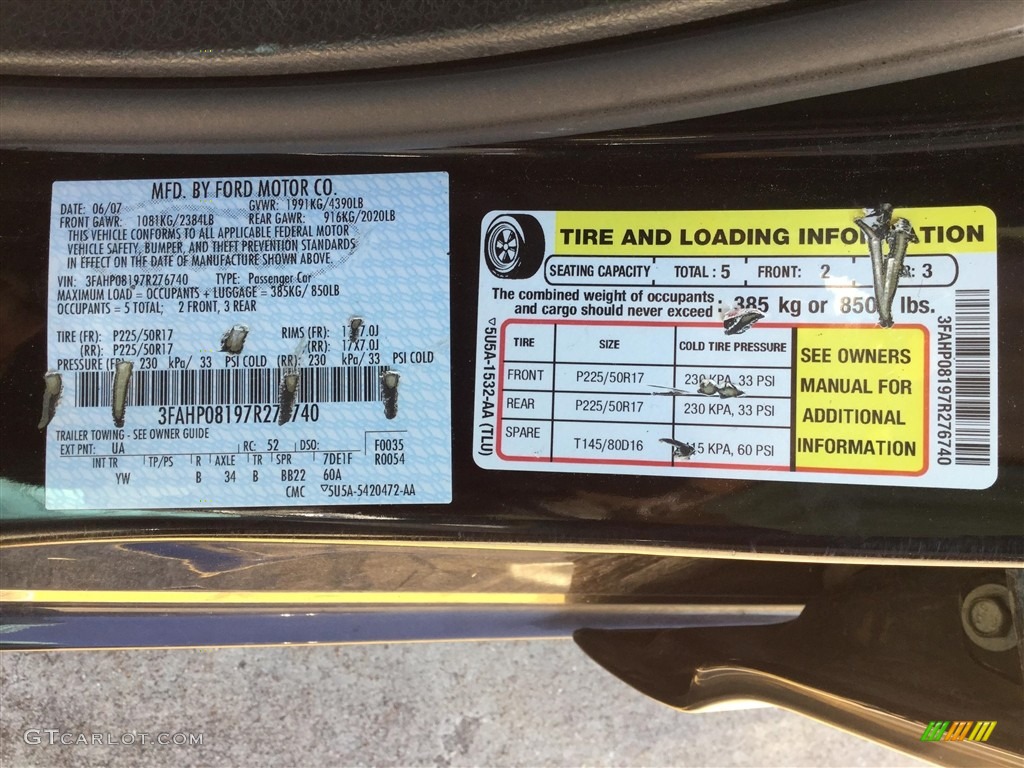 MFD. BY FORD MOTOR CO.
DATE: 06/07 GVWR: 1991KG/4390LB
FRONT GAWR: 1081KG/2384LB REAR GAWR: 916KG/2020LB
THIS VEHICLE CONFORMS TO ALL APPLICABLE FEDERAL MOTOR
VEHICLE SAFETY, BUMPER, AND THEFT PREVENTION STANDARDS
IN EFFECT ON THE DATE OF MANUFACTURE SHOWN ABOVE.
VIN: 3FAHP08197R276740 TYPE: Passenger Car
MAXIMUM LOAD = OCCUPANTS + LUGGAGE = 385KG/ 850LB
OCCUPANTS = 5 TOTAL; 2 FRONT, 3 REAR
TIRE (FR): P225/50R17 RIMS (FR): 17X7.0J
(RR): P225/50R17 (RR): 17X7.0J
PRESSURE (FR) 230 kPa/ 33 PSI COLD (RR) 230 kPa/ 33 PSI COLD
3FAHP08197R276740
TRAILER TOWING - SEE OWNER GUIDE
EXT PNT: UA RC: 52 DSO: F0035
INT TR TP/PS R AXLE TR SPR 7DE1F R0054
YW B 34 B BB22 60A
CMC ▽5U5A-5420472-AA
TIRE AND LOADING INFORMATION
SEATING CAPACITY TOTAL : 5 FRONT: 2 3
The combined weight of occupants
and cargo should never exceed : 385 kg or 850 lbs.
TIRE SIZE COLD TIRE PRESSURE
FRONT P225/50R17 230 KPA, 33 PSI
REAR P225/50R17 230 KPA, 33 PSI
SPARE T145/80D16 KPA, 60 PSI
SEE OWNERS
MANUAL FOR
ADDITIONAL
INFORMATION
▽5U5A-1532-AA (TLU)
3FAHP08197R276740
GTCARLOT.COM